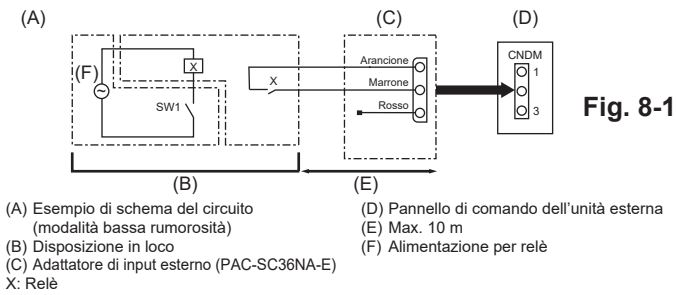 (A)
(C)
(D)
(F)
X
SW1
X
Arancione
Marrone
Rosso
CNDM
1
3
Fig. 8-1
(B)
(E)
(A) Esempio di schema del circuito
(modalità bassa rumorosità)
(B) Disposizione in loco
(C) Adattatore di input esterno (PAC-SC36NA-E)
X: Relè
(D) Pannello di comando dell'unità esterna
(E) Max. 10 m
(F) Alimentazione per relè